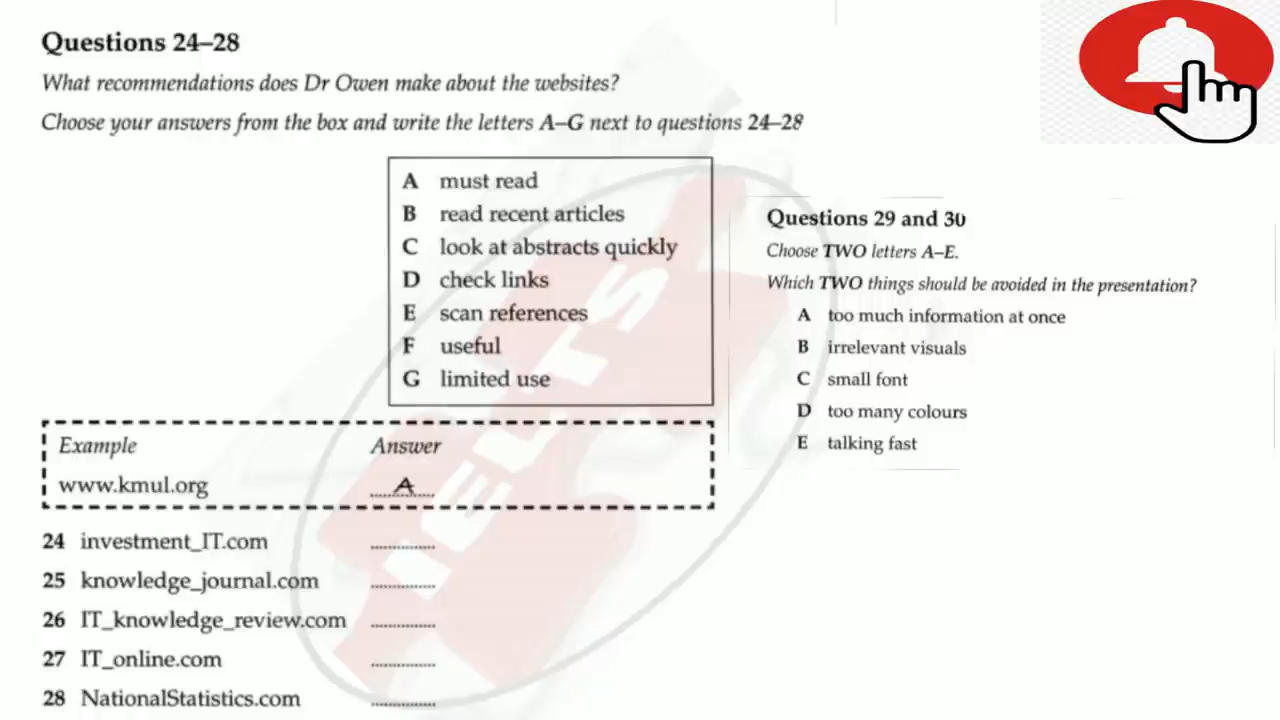 Questions 24–28
What recommendations does Dr Owen make about the websites?
Choose your answers from the box and write the letters A–G next to questions 24–28
A must read
B read recent articles
C look at abstracts quickly
D check links
E scan references
F useful
G limited use
Example Answer
www.kmul.org A
24 investment_IT.com ..............
25 knowledge_journal.com ..............
26 IT_knowledge_review.com ..............
27 IT_online.com ..............
28 NationalStatistics.com ..............
Questions 29 and 30
Choose TWO letters A–E.
Which TWO things should be avoided in the presentation?
A too much information at once
B irrelevant visuals
C small font
D too many colours
E talking fast
IELTS